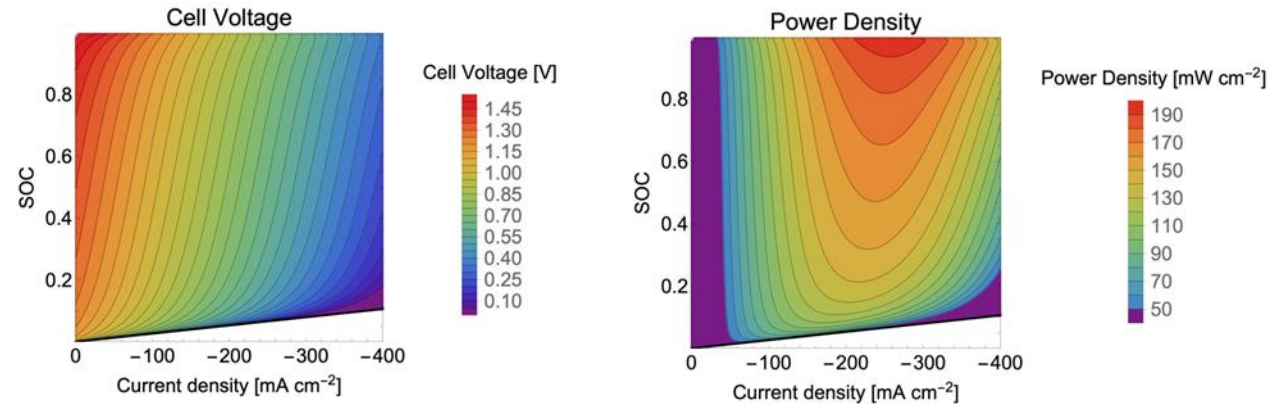 Cell Voltage
Cell Voltage [V]
1.45
1.30
1.15
1.00
0.85
0.70
0.55
0.40
0.25
0.10
SOC
0.8
0.6
0.4
0.2
0 −100 −200 −300 −400
Current density [mA cm⁻²]
Power Density
Power Density [mW cm⁻²]
190
170
150
130
110
90
70
50
SOC
0.8
0.6
0.4
0.2
0 −100 −200 −300 −400
Current density [mA cm⁻²]